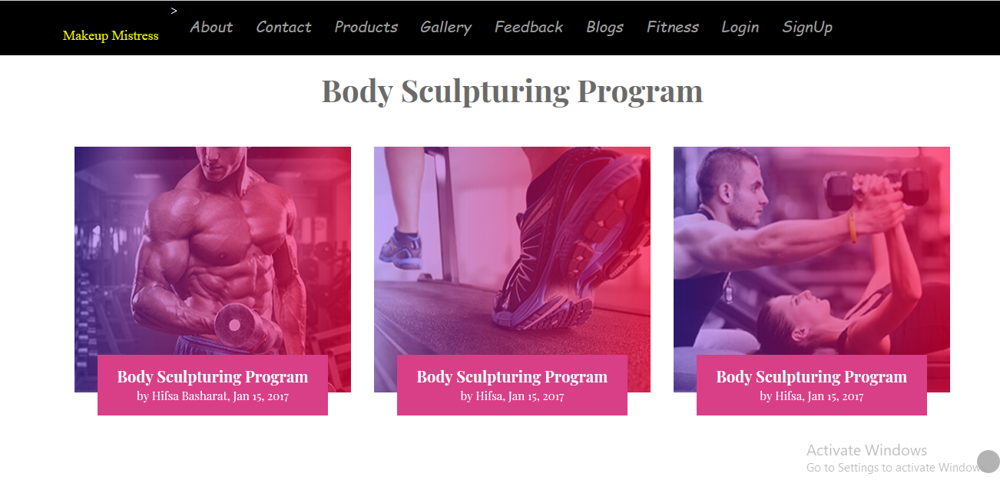 >
Makeup Mistress About Contact Products Gallery Feedback Blogs Fitness Login SignUp
Body Sculpturing Program
Body Sculpturing Program
by Hifsa Basharat, Jan 15, 2017
Body Sculpturing Program
by Hifsa, Jan 15, 2017
Body Sculpturing Program
by Hifsa, Jan 15, 2017
Activate Windows
Go to Settings to activate Windows